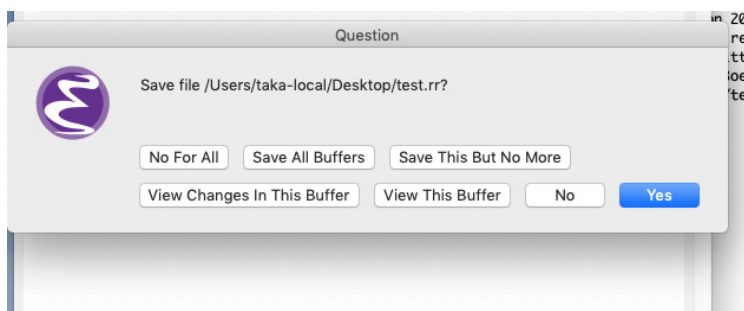 Question
Save file /Users/taka-local/Desktop/test.rr?
No For All Save All Buffers Save This But No More
View Changes In This Buffer View This Buffer No Yes